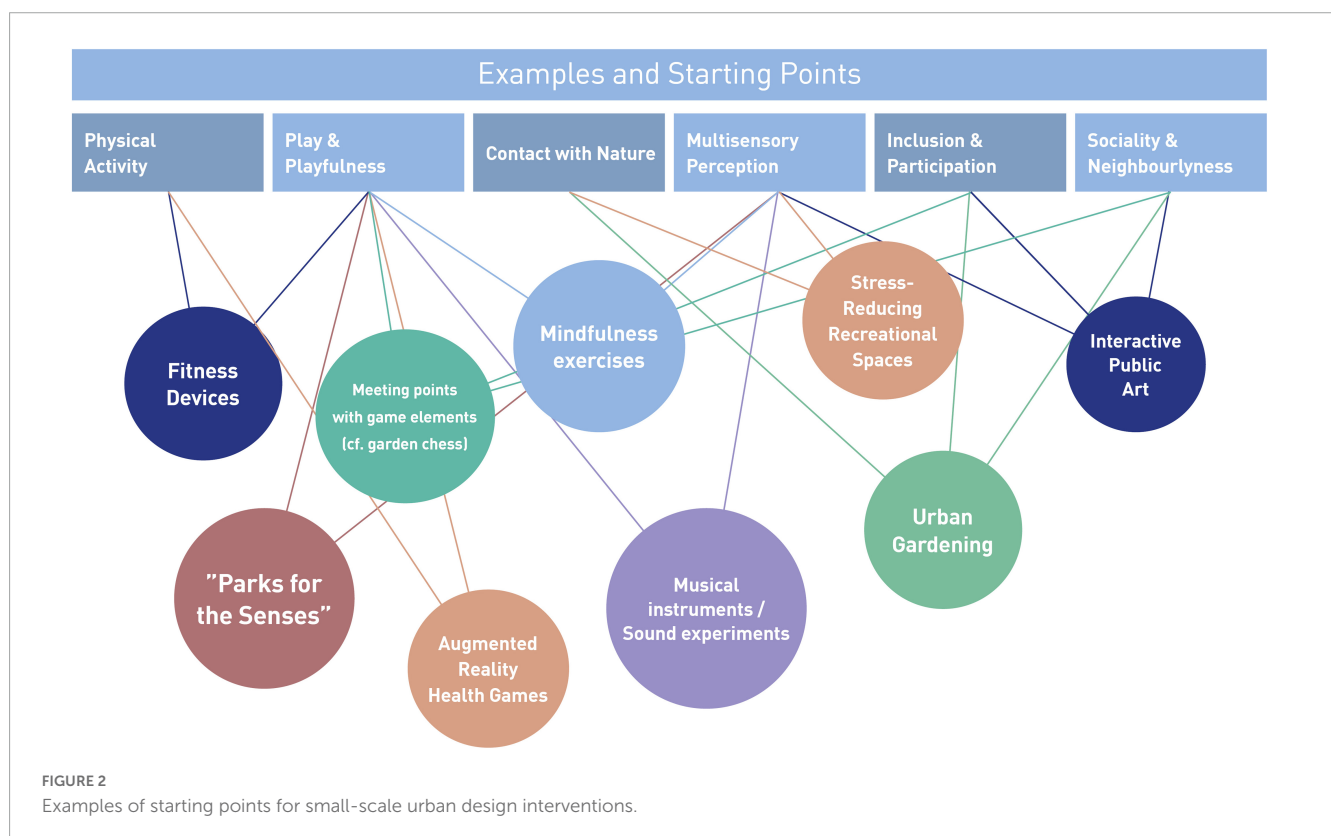 Examples and Starting Points
Physical
Activity
Play &
Playfulness
Contact with Nature
Multisensory
Perception
Inclusion &
Participation
Sociality &
Neighbourlyness
Fitness
Devices
Meeting points
with game elements
(cf. garden chess)
Mindfulness
exercises
Stress-
Reducing
Recreational
Spaces
Interactive
Public
Art
"Parks for
the Senses"
Augmented
Reality
Health Games
Musical
instruments /
Sound experiments
Urban
Gardening
FIGURE 2
Examples of starting points for small-scale urban design interventions.